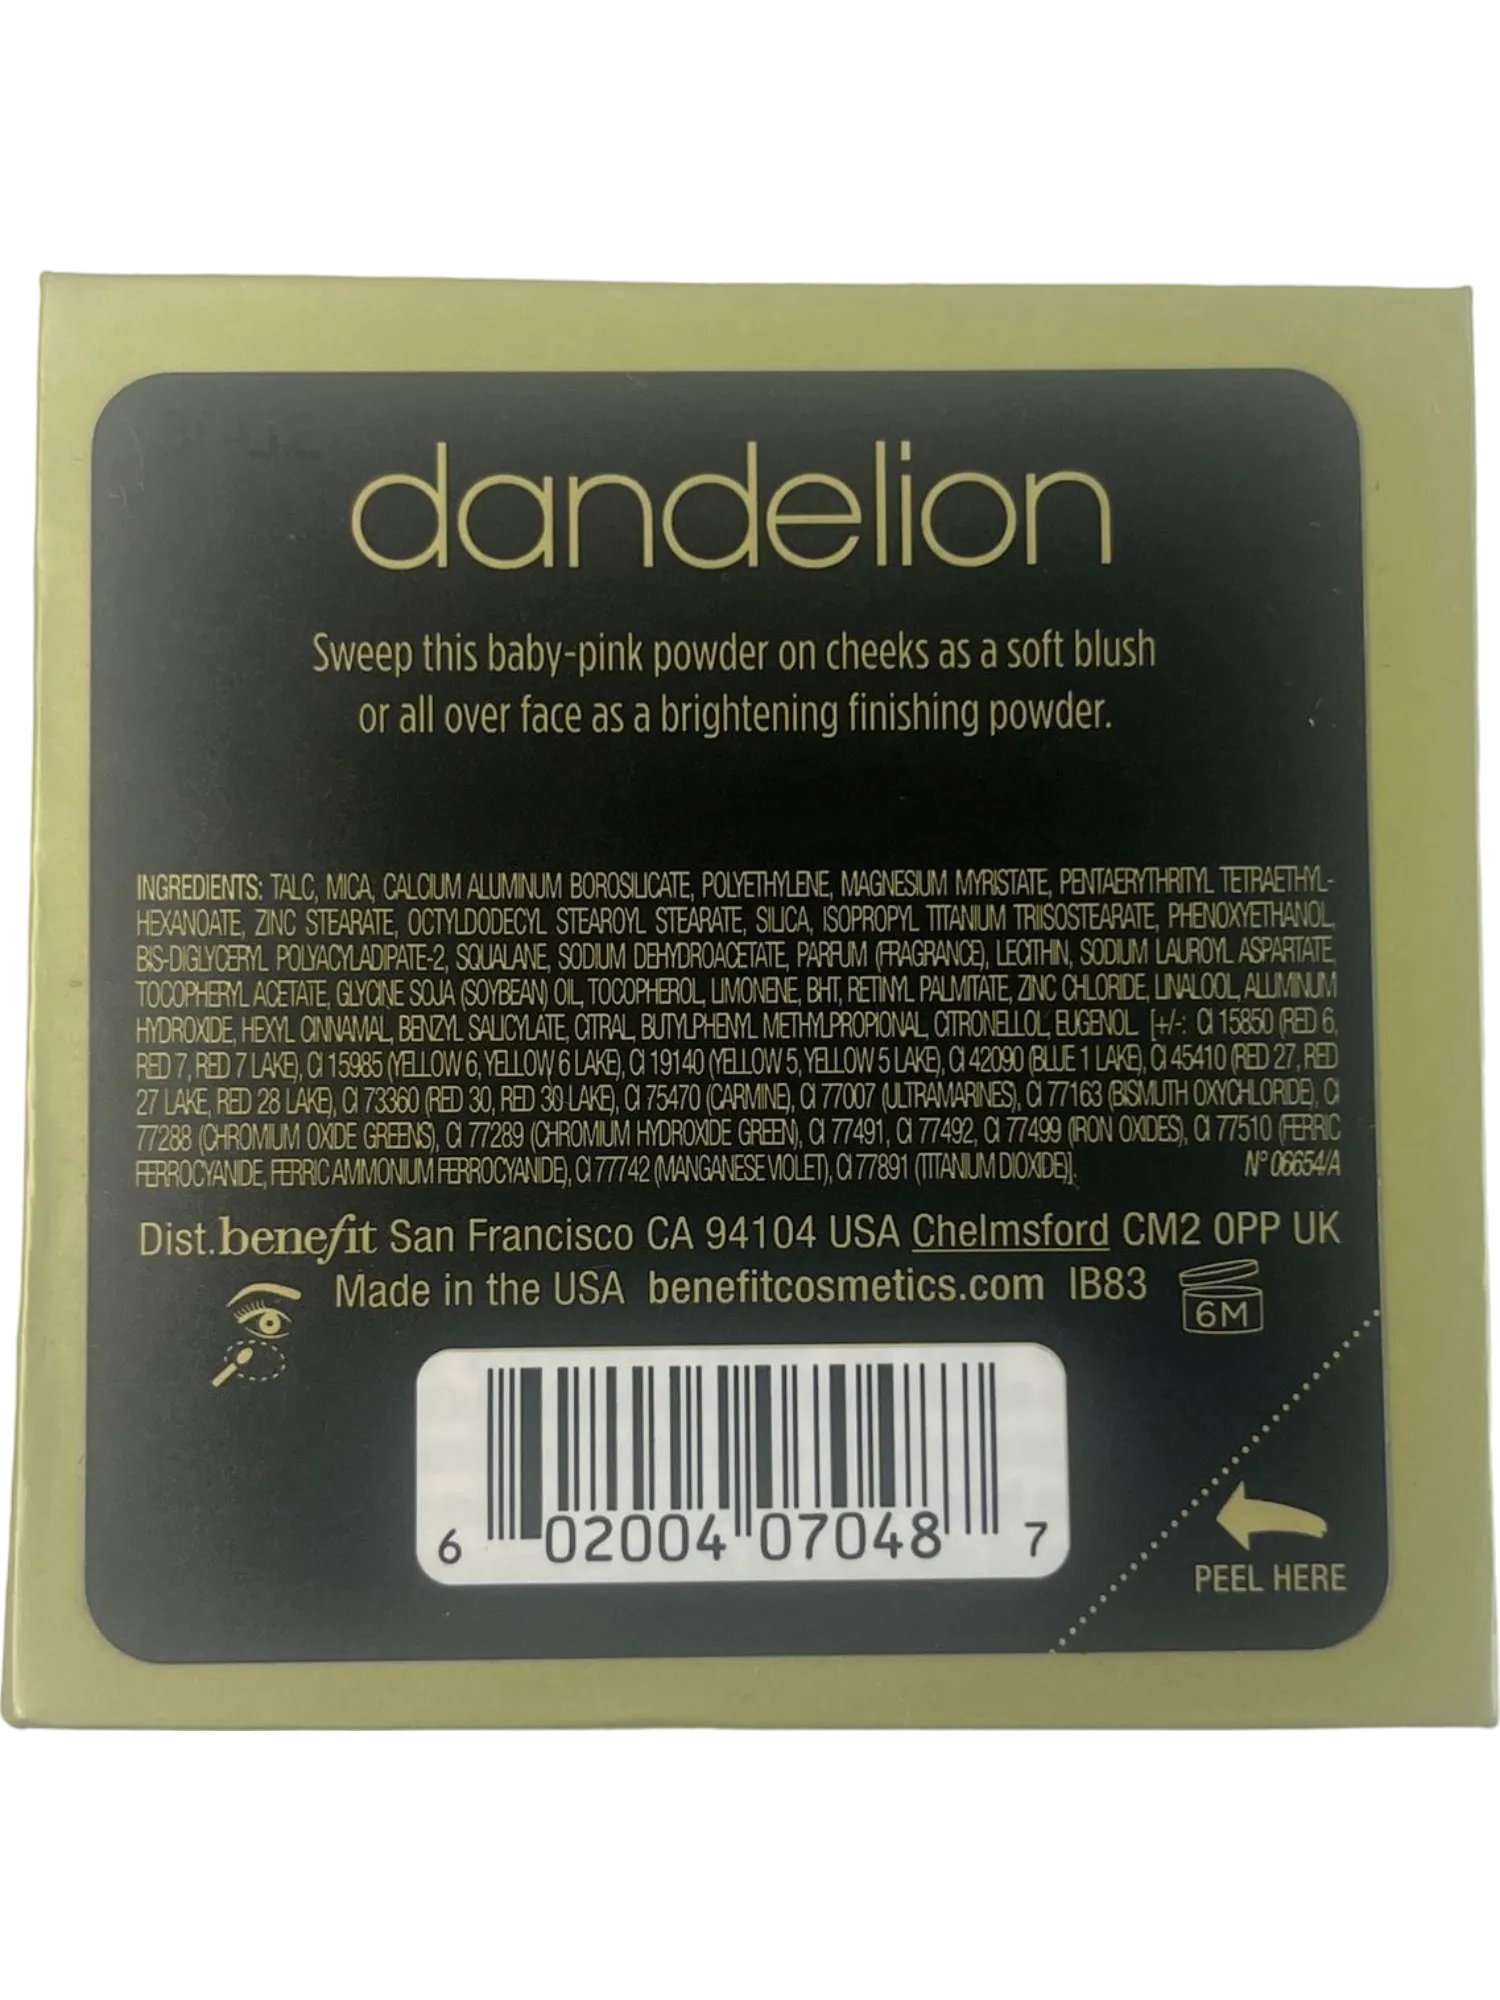 dandelion
Sweep this baby-pink powder on cheeks as a soft blush
or all over face as a brightening finishing powder.
INGREDIENTS: TALC, MICA, CALCIUM ALUMINUM BOROSILICATE, POLYETHYLENE, MAGNESIUM MYRISTATE, PENTAERYTHRITYL TETRAETHYL-
HEXANOATE, ZINC STEARATE, OCTYLDODECYL STEAROYL STEARATE, SILICA, ISOPROPYL TITANIUM TRIISOSTEARATE, PHENOXYETHANOL,
BIS-DIGLYCERYL POLYACYLADIPATE-2, SQUALANE, SODIUM DEHYDROACETATE, PARFUM (FRAGRANCE), LECITHIN, SODIUM LAUROYL ASPARTATE,
TOCOPHERYL ACETATE, GLYCINE SOJA (SOYBEAN) OIL, TOCOPHEROL, LIMONENE, BHT, RETINYL PALMITATE, ZINC CHLORIDE, LINALOOL, ALUMINUM
HYDROXIDE, HEXYL CINNAMAL, BENZYL SALICYLATE, CITRAL, BUTYLPHENYL METHYLPROPIONAL, CITRONELLOL, EUGENOL. [+/-: CI 15850 (RED 6,
RED 7, RED 7 LAKE), CI 15985 (YELLOW 6, YELLOW 6 LAKE), CI 19140 (YELLOW 5, YELLOW 5 LAKE), CI 42090 (BLUE 1 LAKE), CI 45410 (RED 27, RED
27 LAKE, RED 28 LAKE), CI 73360 (RED 30, RED 30 LAKE), CI 75470 (CARMINE), CI 77007 (ULTRAMARINES), CI 77163 (BISMUTH OXYCHLORIDE), CI
77288 (CHROMIUM OXIDE GREENS), CI 77289 (CHROMIUM HYDROXIDE GREEN), CI 77491, CI 77492, CI 77499 (IRON OXIDES), CI 77510 (FERRIC
FERROCYANIDE, FERRIC AMMONIUM FERROCYANIDE), CI 77742 (MANGANESE VIOLET), CI 77891 (TITANIUM DIOXIDE)]. N° 06654/A
Dist. benefit San Francisco CA 94104 USA Chelmsford CM2 0PP UK
Made in the USA benefitcosmetics.com IB83
6M
6 02004 07048 7
PEEL HERE